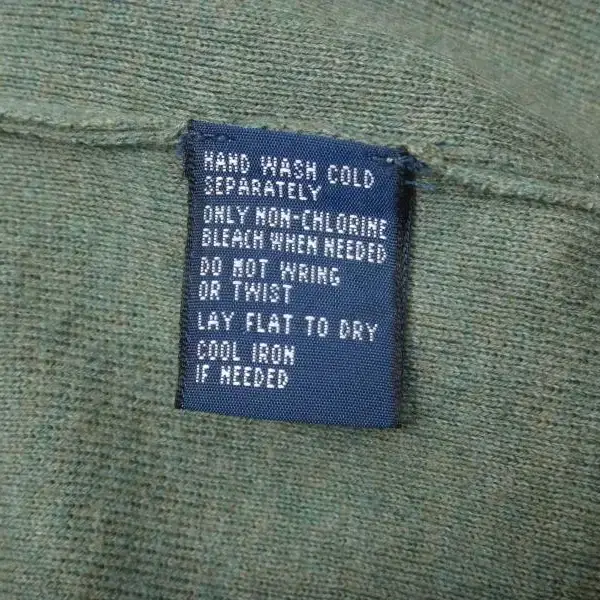 HAND WASH COLD
SEPARATELY
ONLY NON-CHLORINE
BLEACH WHEN NEEDED
DO NOT WRING
OR TWIST
LAY FLAT TO DRY
COOL IRON
IF NEEDED